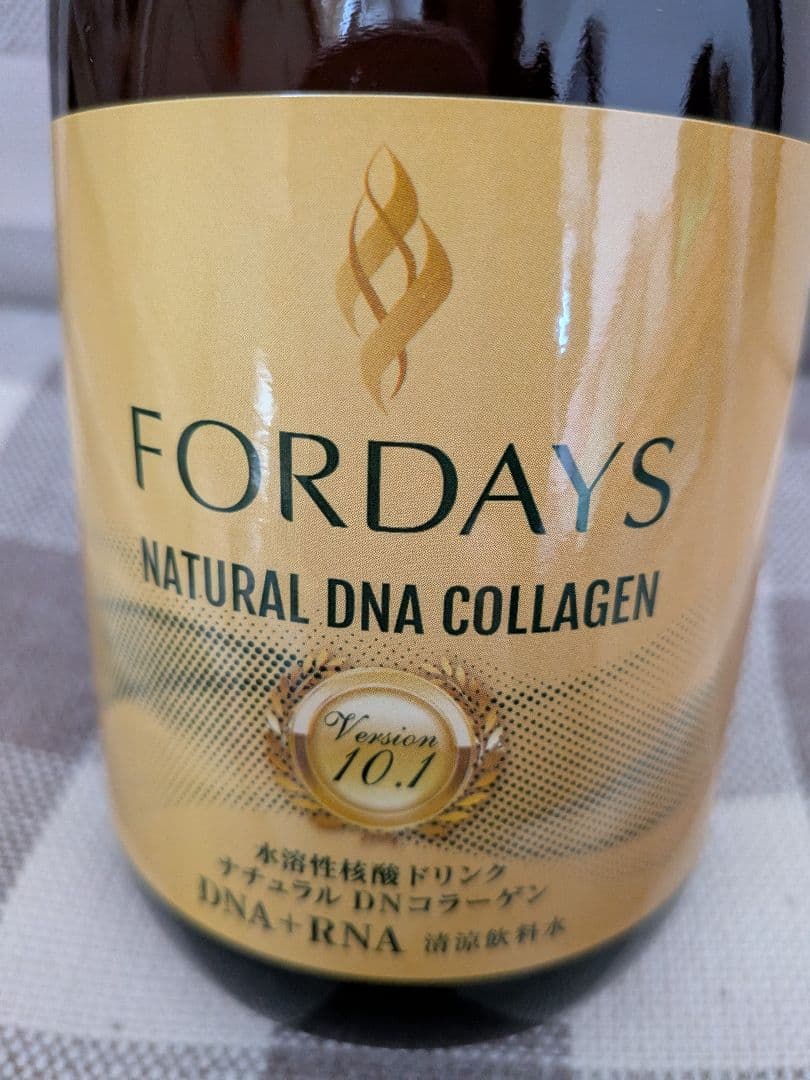 FORDAYS
NATURAL DNA COLLAGEN
Version
10.1
水溶性核酸ドリンク
ナチュラル DNコラーゲン
DNA+RNA 清涼飲料水